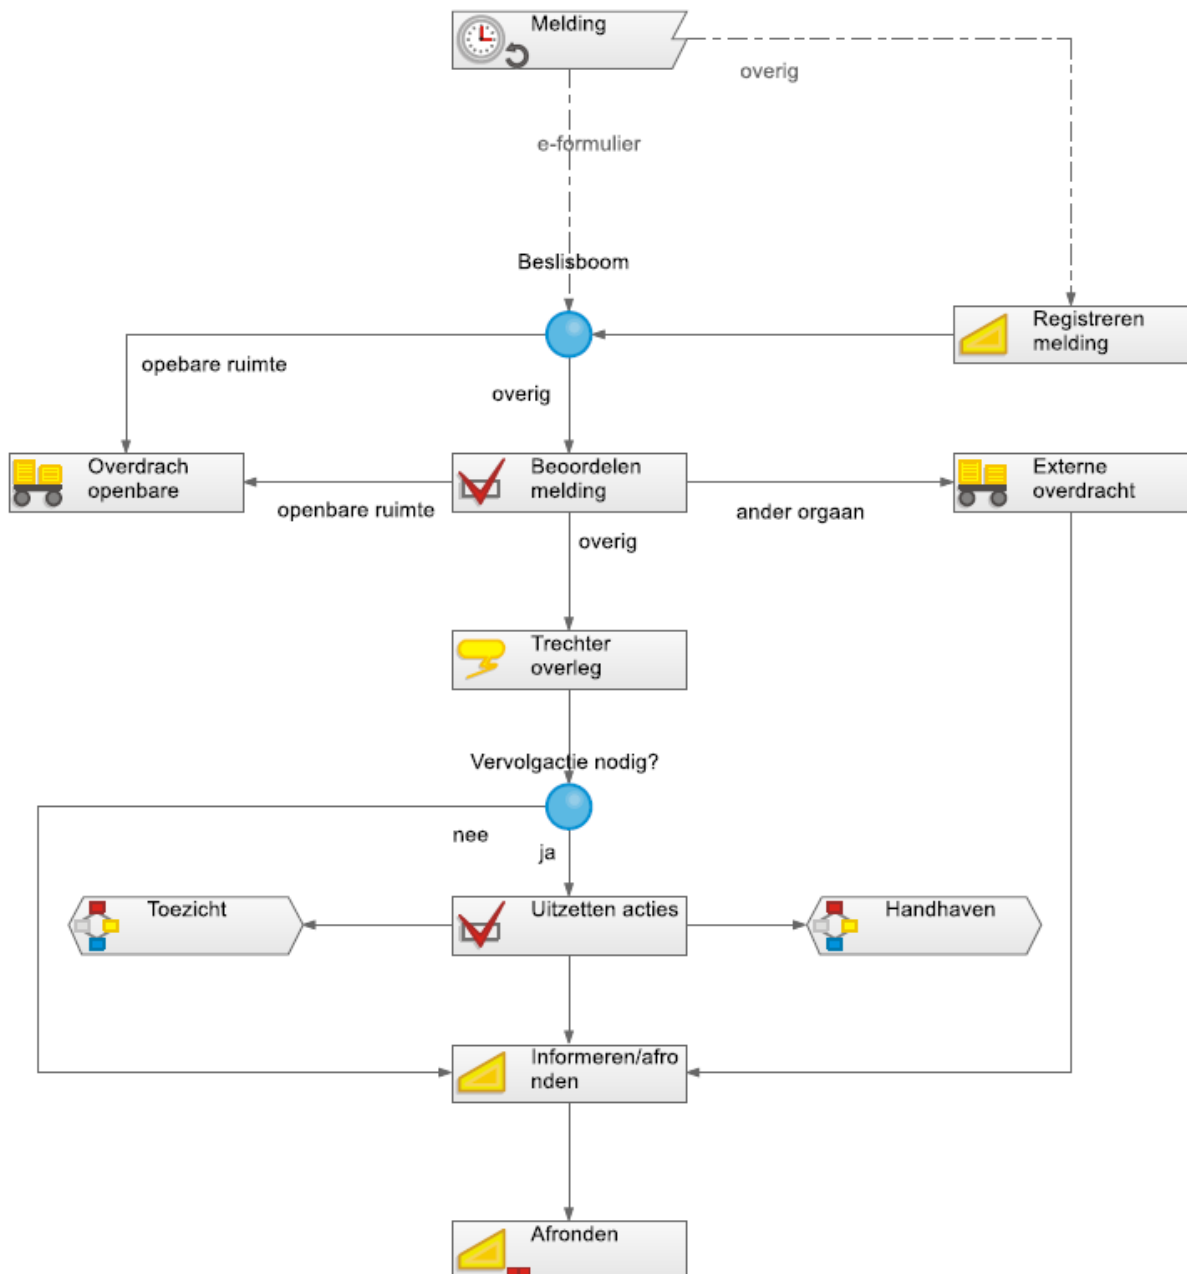 Melding
overig
e-formulier
Beslisboom
Registreren
melding
opebare ruimte
overig
Overdrach
openbare
Beoordelen
melding
Externe
overdracht
openbare ruimte
ander orgaan
overig
Trechter
overleg
Vervolgactie nodig?
nee
ja
Toezicht
Uitzetten acties
Handhaven
Informeren/afro
nden
Afronden